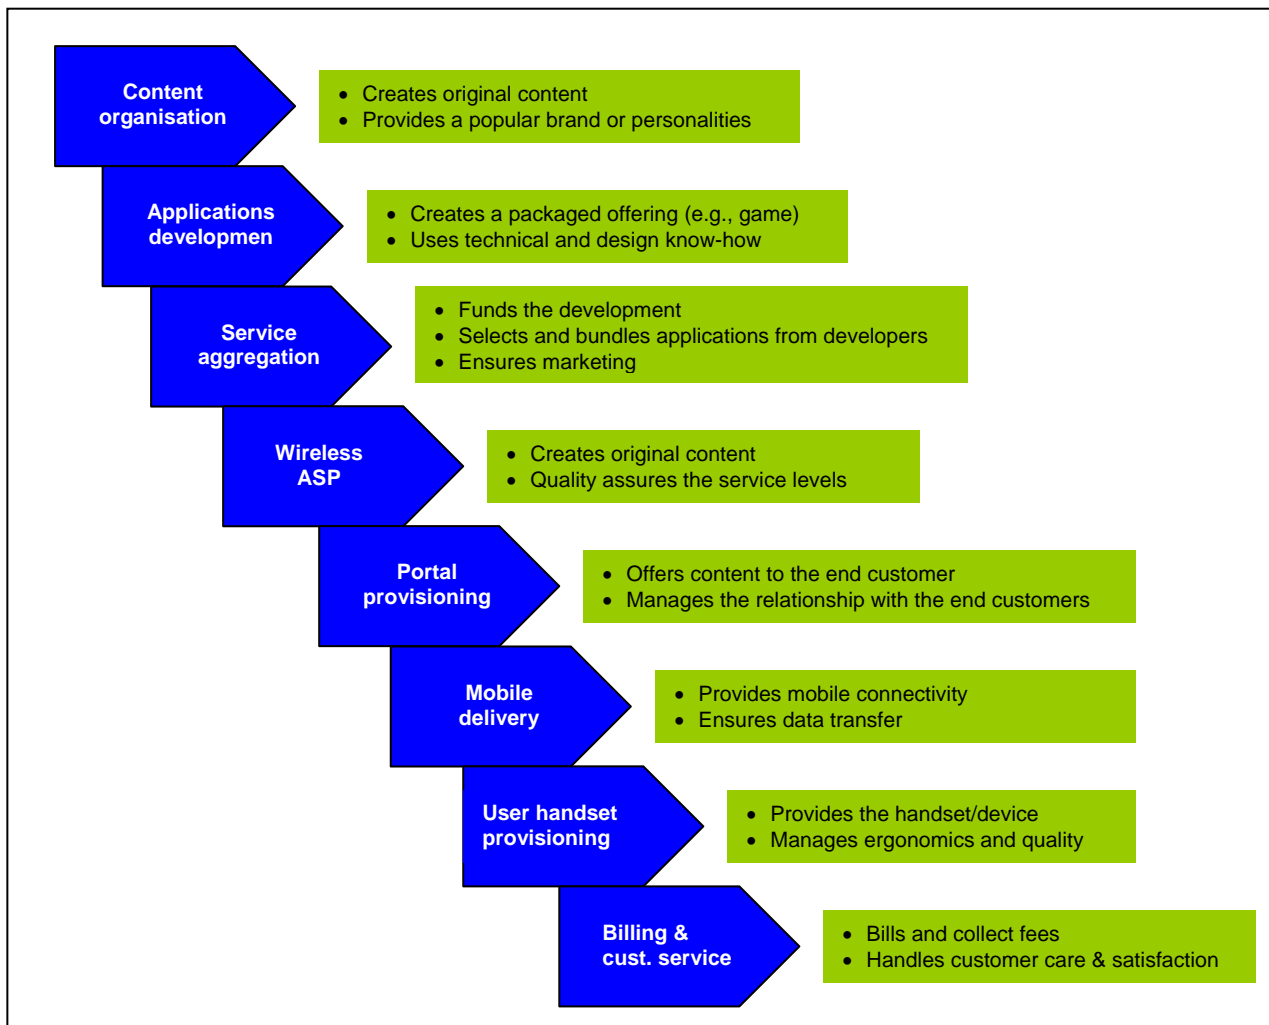 Content
organisation
• Creates original content
• Provides a popular brand or personalities
Applications
developmen
• Creates a packaged offering (e.g., game)
• Uses technical and design know-how
Service
aggregation
• Funds the development
• Selects and bundles applications from developers
• Ensures marketing
Wireless
ASP
• Creates original content
• Quality assures the service levels
Portal
provisioning
• Offers content to the end customer
• Manages the relationship with the end customers
Mobile
delivery
• Provides mobile connectivity
• Ensures data transfer
User handset
provisioning
• Provides the handset/device
• Manages ergonomics and quality
Billing &
cust. service
• Bills and collect fees
• Handles customer care & satisfaction